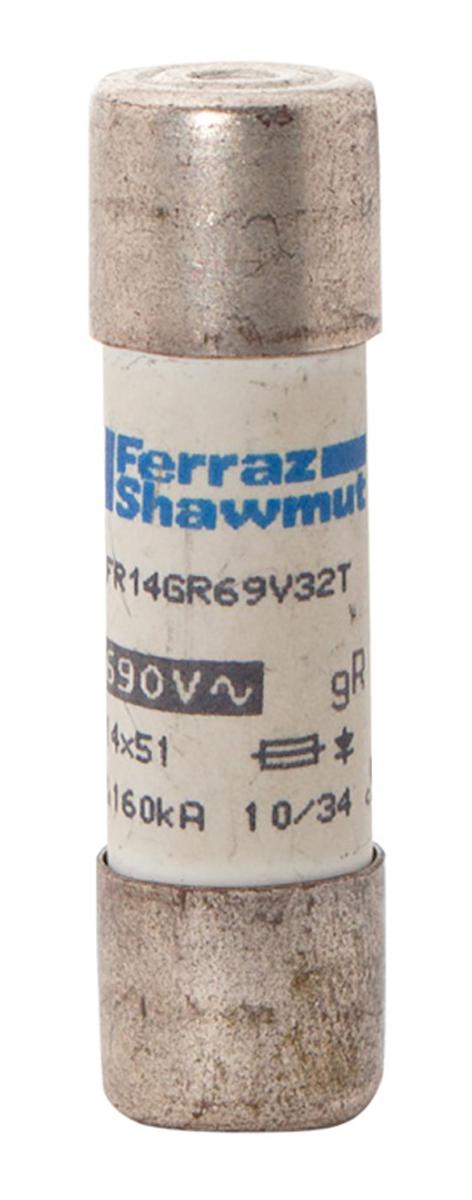 Ferraz
Shawmut
FR14GR69V32T
690V~
gR
14x51
160kA 10/34